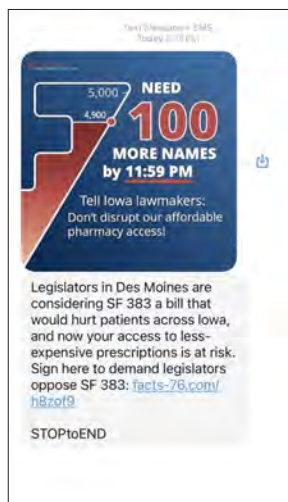 Text Message • SMS
NEED
5,000
4,900
100
MORE NAMES
by 11:59 PM
Tell Iowa lawmakers:
Don't disrupt our affordable
pharmacy access!
Legislators in Des Moines are
considering SF 383 a bill that
would hurt patients across Iowa,
and now your access to less-
expensive prescriptions is at risk.
Sign here to demand legislators
oppose SF 383: facts-76.com/
h8zof9
STOPtoEND